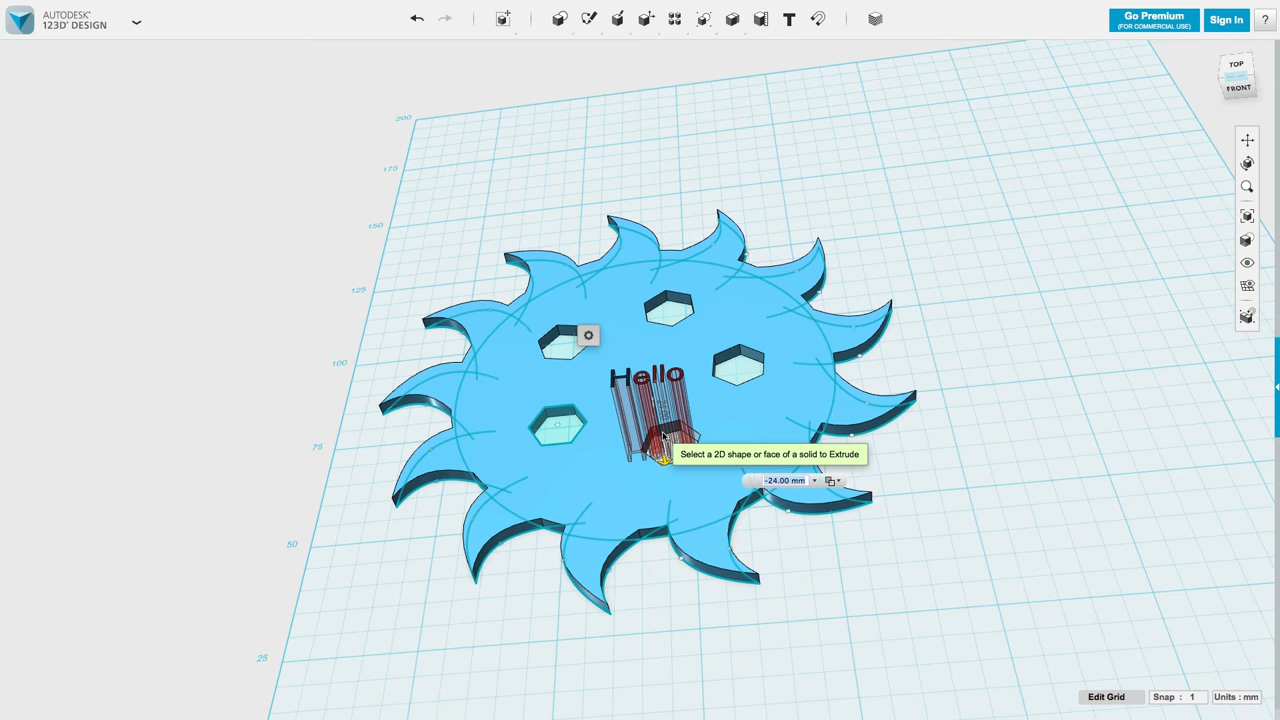 AUTODESK®
123D® DESIGN
T
Go Premium
(FOR COMMERCIAL USE)
Sign In
?
TOP
FRONT
200
175
150
125
100
75
50
25
Hello
Select a 2D shape or face of a solid to Extrude
-24.00 mm
Edit Grid
Snap : 1
Units : mm